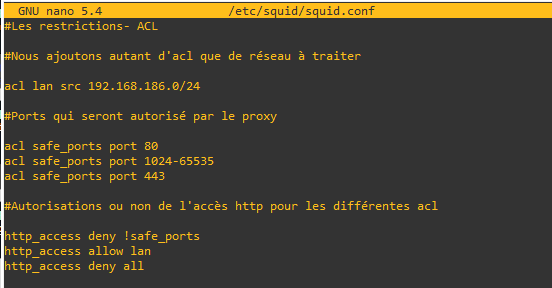 GNU nano 5.4 /etc/squid/squid.conf
#Les restrictions- ACL
#Nous ajoutons autant d'acl que de réseau à traiter
acl lan src 192.168.186.0/24
#Ports qui seront autorisé par le proxy
acl safe_ports port 80
acl safe_ports port 1024-65535
acl safe_ports port 443
#Autorisations ou non de l'accès http pour les différentes acl
http_access deny !safe_ports
http_access allow lan
http_access deny all